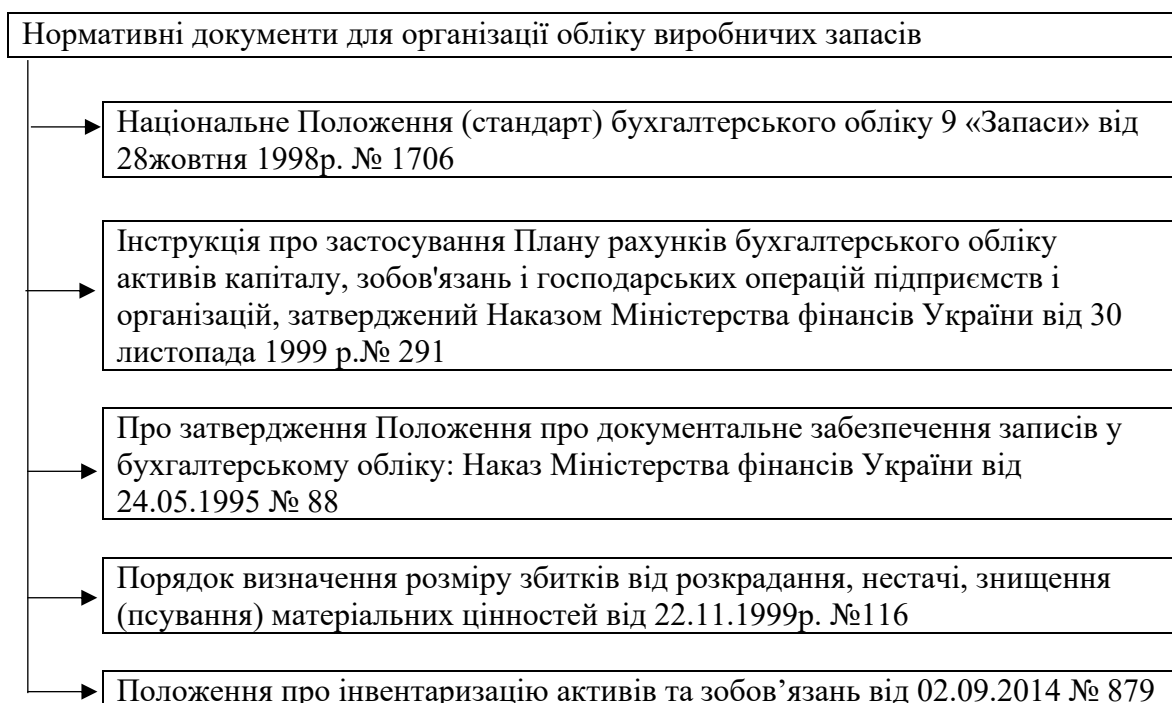 Нормативні документи для організації обліку виробничих запасів
Національне Положення (стандарт) бухгалтерського обліку 9 «Запаси» від
28жовтня 1998р. № 1706
Інструкція про застосування Плану рахунків бухгалтерського обліку
активів капіталу, зобов'язань і господарських операцій підприємств і
організацій, затверджений Наказом Міністерства фінансів України від 30
листопада 1999 р.№ 291
Про затвердження Положення про документальне забезпечення записів у
бухгалтерському обліку: Наказ Міністерства фінансів України від
24.05.1995 № 88
Порядок визначення розміру збитків від розкрадання, нестачі, знищення
(псування) матеріальних цінностей від 22.11.1999р. №116
Положення про інвентаризацію активів та зобов’язань від 02.09.2014 № 879